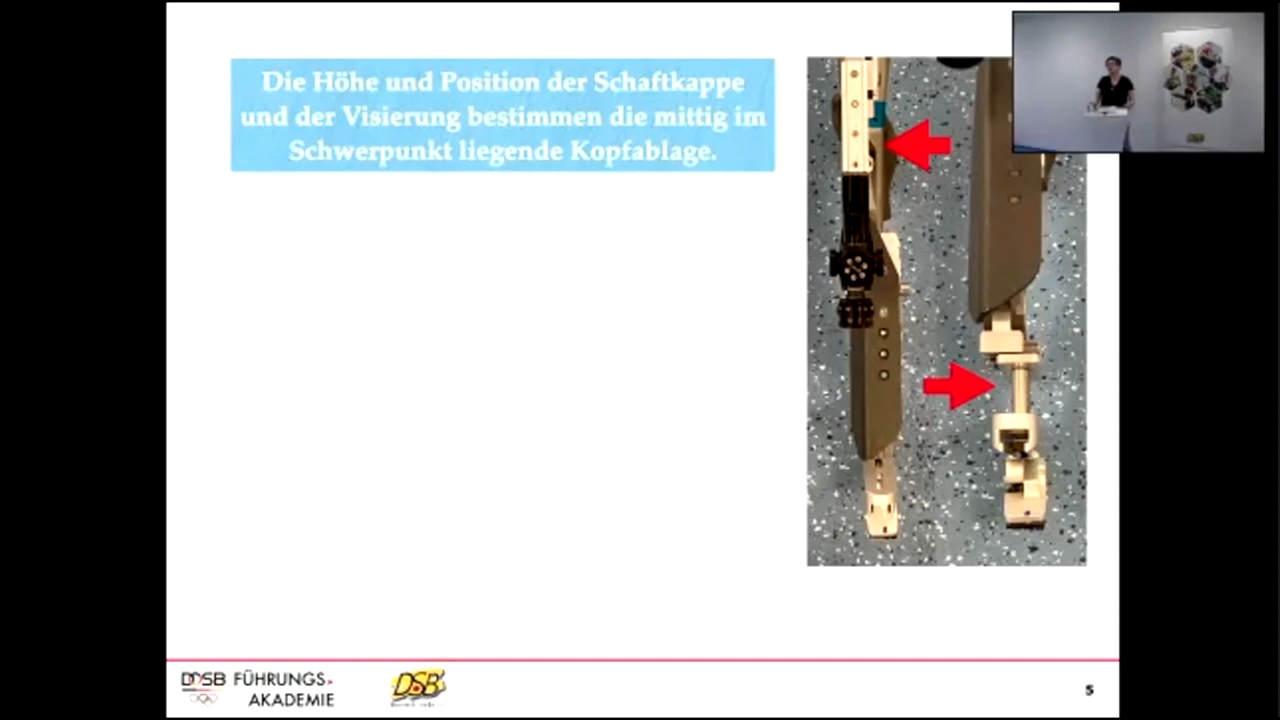 Die Höhe und Position der Schaftkappe
und der Visierung bestimmen die mittig im
Schwerpunkt liegende Kopfablage.
DOSB FÜHRUNGS-
AKADEMIE
DSB
5